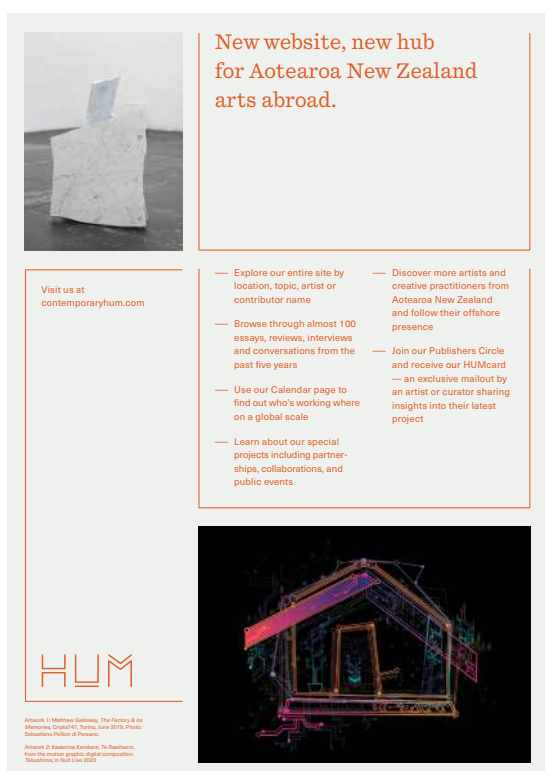 New website, new hub
for Aotearoa New Zealand
arts abroad.
Visit us at
contemporaryhum.com
— Explore our entire site by
location, topic, artist or
contributor name
— Browse through almost 100
essays, reviews, interviews
and conversations from the
past five years
— Use our Calendar page to
find out who's working where
on a global scale
— Learn about our special
projects including partner-
ships, collaborations, and
public events
— Discover more artists and
creative practitioners from
Aotearoa New Zealand
and follow their offshore
presence
— Join our Publishers Circle
and receive our HUMcard
— an exclusive mailout by
an artist or curator sharing
insights into their latest
project
HUM
Artwork 1: Matthew Galloway, The Factory & its
Memories, Cripta747, Torino, June 2019. Photo:
Sebastiano Pellion di Persano.
Artwork 2: Kaaterina Kerekere, Te Rawheoro,
from the motion graphic digital composition
Takuahiroa, in Nuit Live 2020